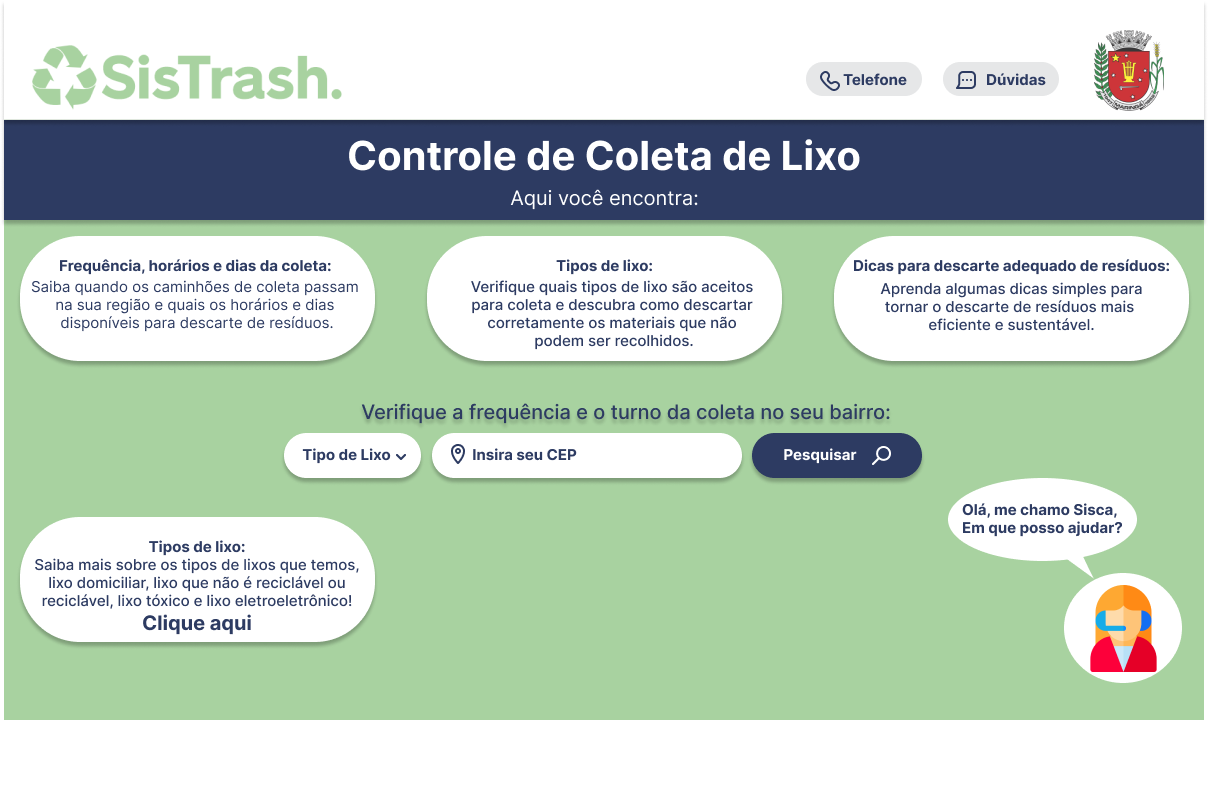 SisTrash.
Telefone
Dúvidas
Controle de Coleta de Lixo
Aqui você encontra:
Frequência, horários e dias da coleta:
Saiba quando os caminhões de coleta passam
na sua região e quais os horários e dias
disponíveis para descarte de resíduos.
Tipos de lixo:
Verifique quais tipos de lixo são aceitos
para coleta e descubra como descartar
corretamente os materiais que não
podem ser recolhidos.
Dicas para descarte adequado de resíduos:
Aprenda algumas dicas simples para
tornar o descarte de resíduos mais
eficiente e sustentável.
Verifique a frequência e o turno da coleta no seu bairro:
Tipo de Lixo
Insira seu CEP
Pesquisar
Olá, me chamo Sisca,
Em que posso ajudar?
Tipos de lixo:
Saiba mais sobre os tipos de lixos que temos,
lixo domiciliar, lixo que não é reciclável ou
reciclável, lixo tóxico e lixo eletroeletrônico!
Clique aqui